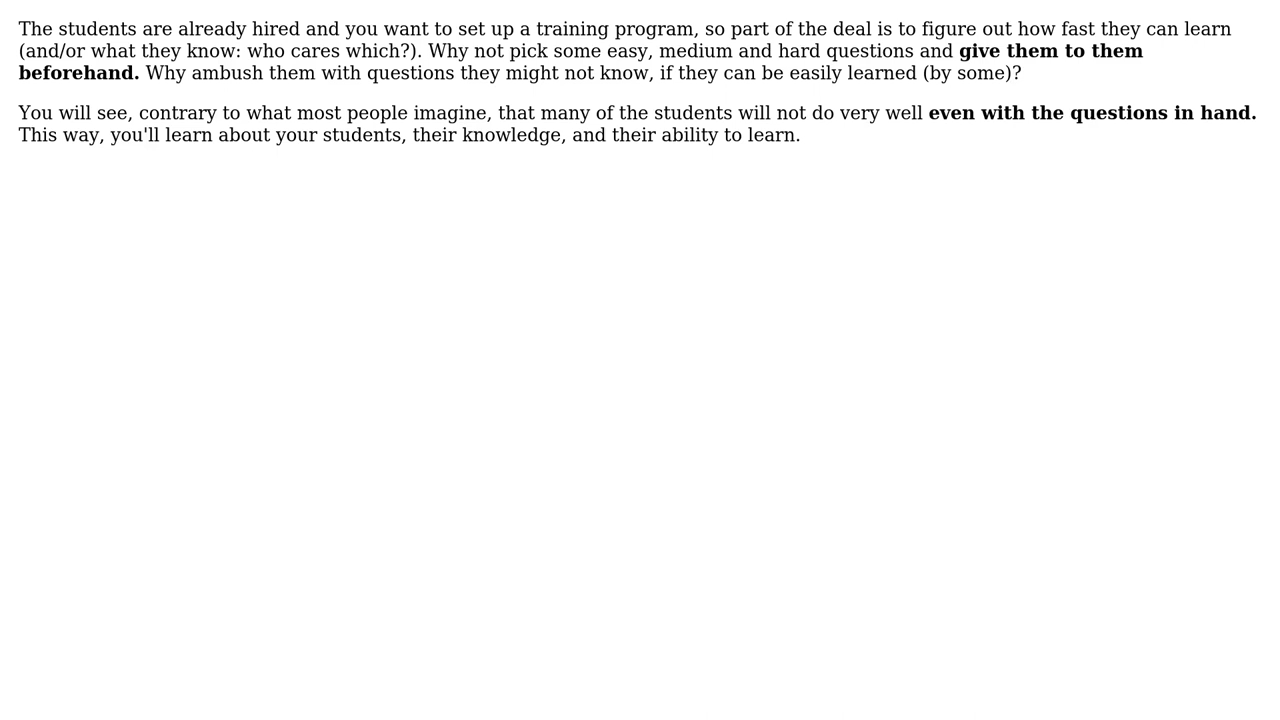 The students are already hired and you want to set up a training program, so part of the deal is to figure out how fast they can learn
(and/or what they know: who cares which?). Why not pick some easy, medium and hard questions and give them to them
beforehand. Why ambush them with questions they might not know, if they can be easily learned (by some)?
You will see, contrary to what most people imagine, that many of the students will not do very well even with the questions in hand.
This way, you'll learn about your students, their knowledge, and their ability to learn.